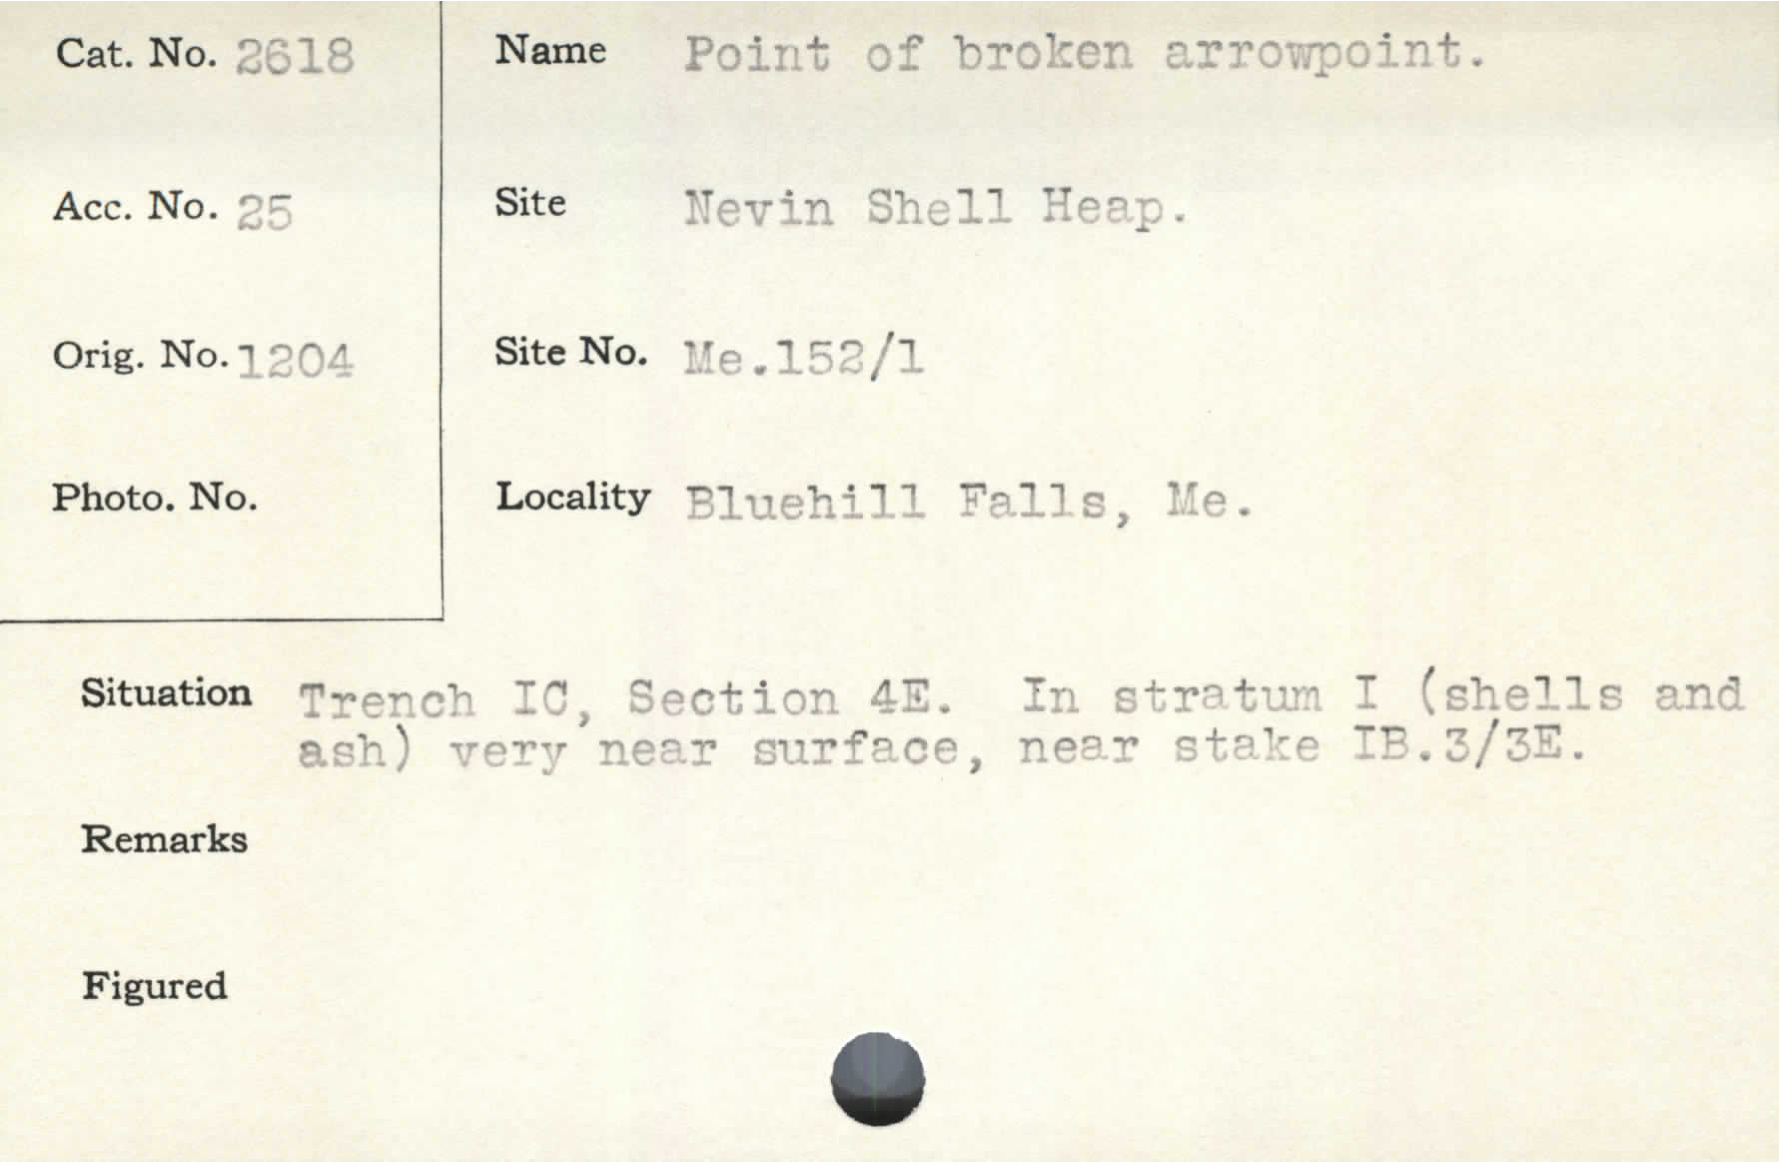 Cat. No. 2618
Name Point of broken arrowpoint.
Acc. No. 25
Site Nevin Shell Heap.
Orig. No. 1204
Site No. Me.152/1
Photo. No.
Locality Bluehill Falls, Me.
Situation Trench IC, Section 4E. In stratum I (shells and
ash) very near surface, near stake IB.3/3E.
Remarks
Figured